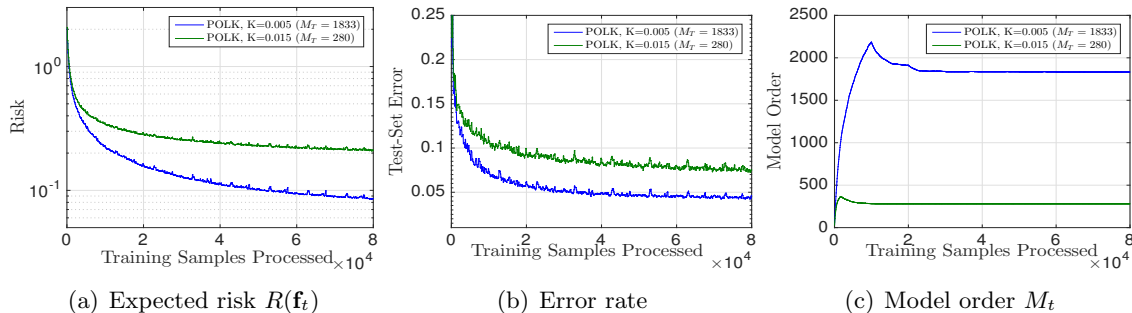 POLK, K=0.005 (M_T = 1833)
POLK, K=0.015 (M_T = 280)
10^0
10^{-1}
Risk
0 2 4 6 8
Training Samples Processed ×10^4
(a) Expected risk R(f_t)
POLK, K=0.005 (M_T = 1833)
POLK, K=0.015 (M_T = 280)
0.25
0.2
0.15
0.1
0.05
Test-Set Error
0 2 4 6 8
Training Samples Processed ×10^4
(b) Error rate
POLK, K=0.005 (M_T = 1833)
POLK, K=0.015 (M_T = 280)
2500
2000
1500
1000
500
0
Model Order
0 2 4 6 8
Training Samples Processed ×10^4
(c) Model order M_t